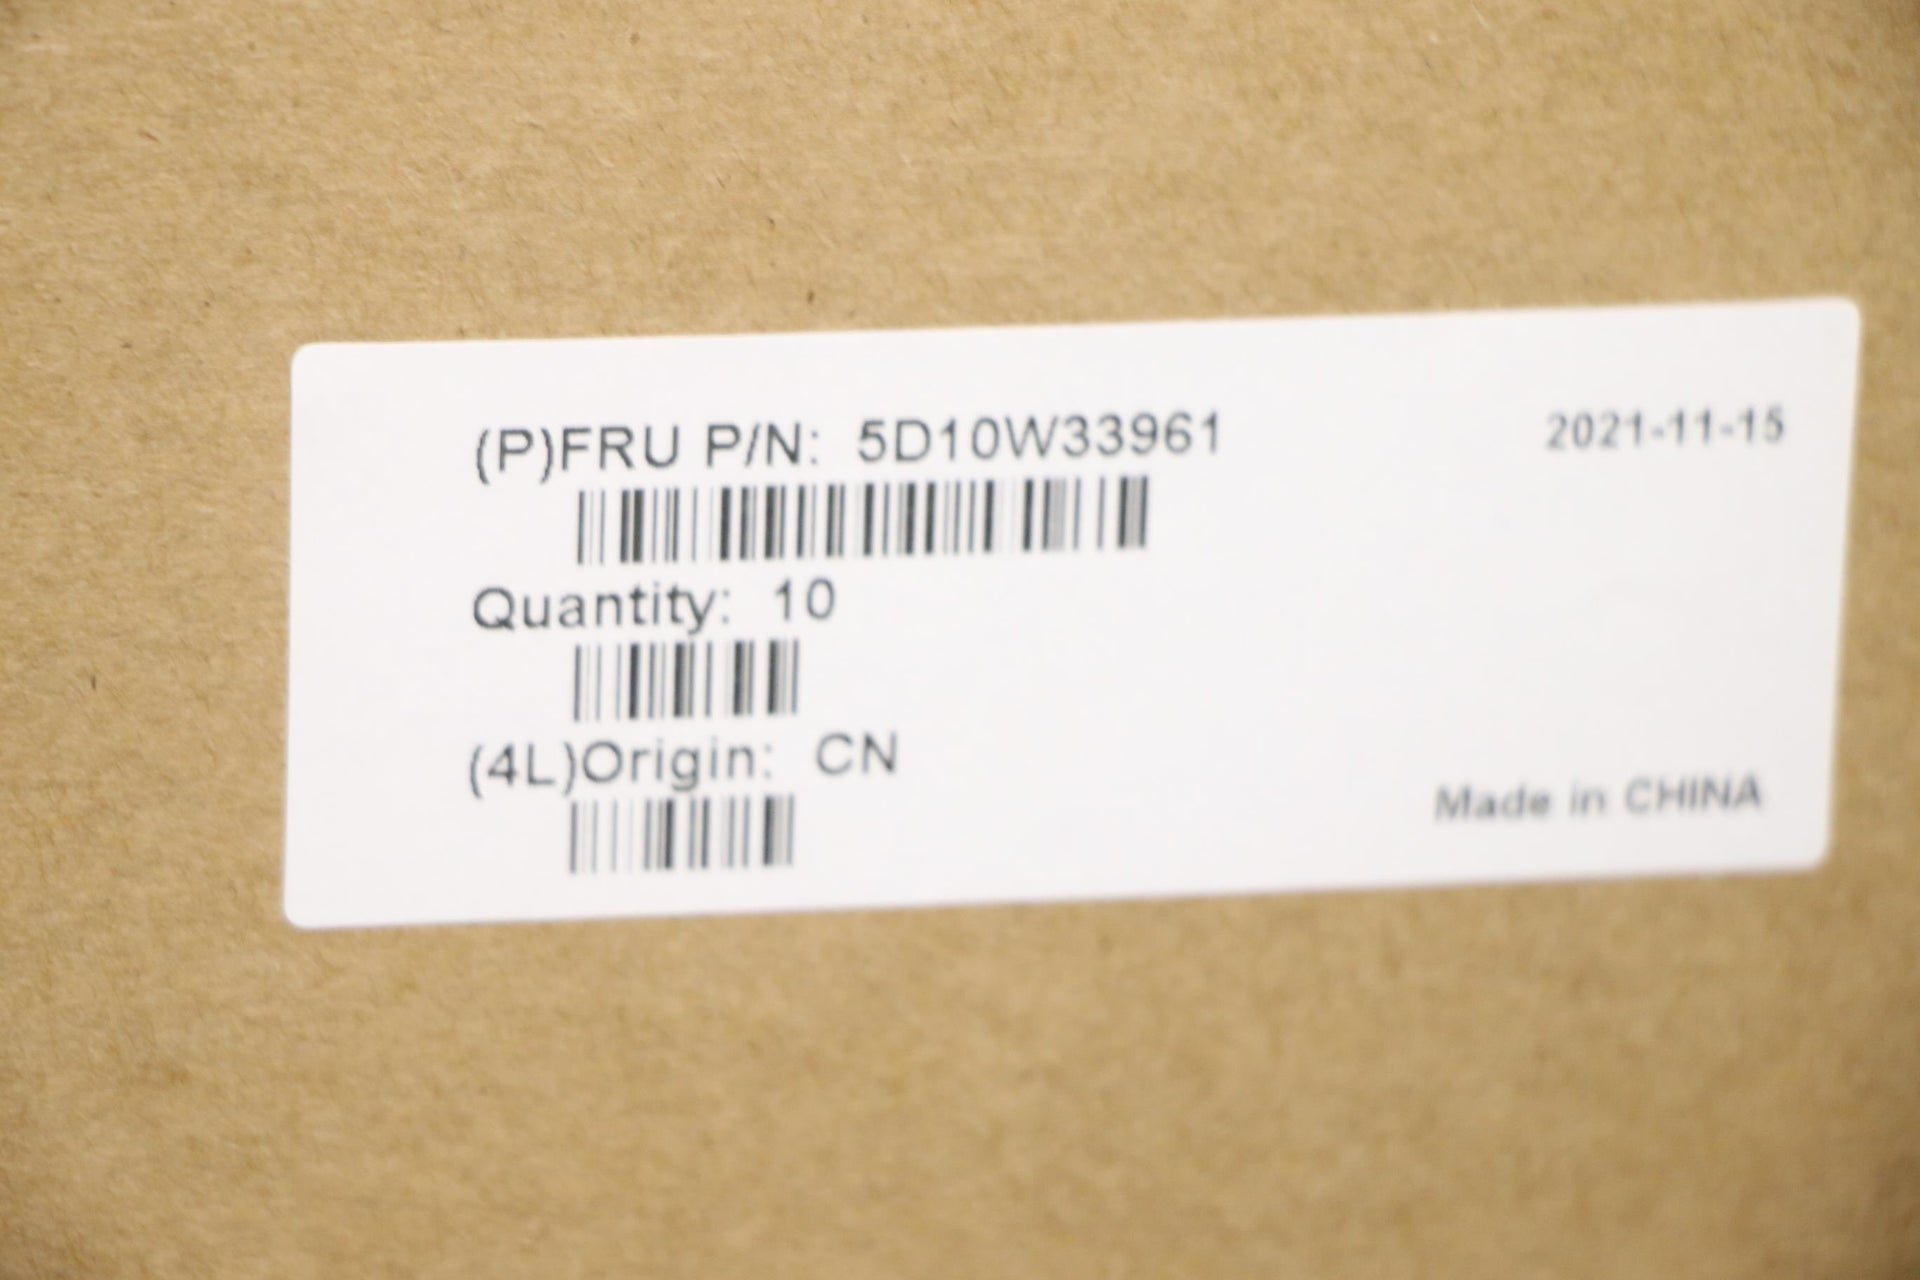 (P)FRU P/N: 5D10W33961
2021-11-15
Quantity: 10
(4L)Origin: CN
Made in CHINA